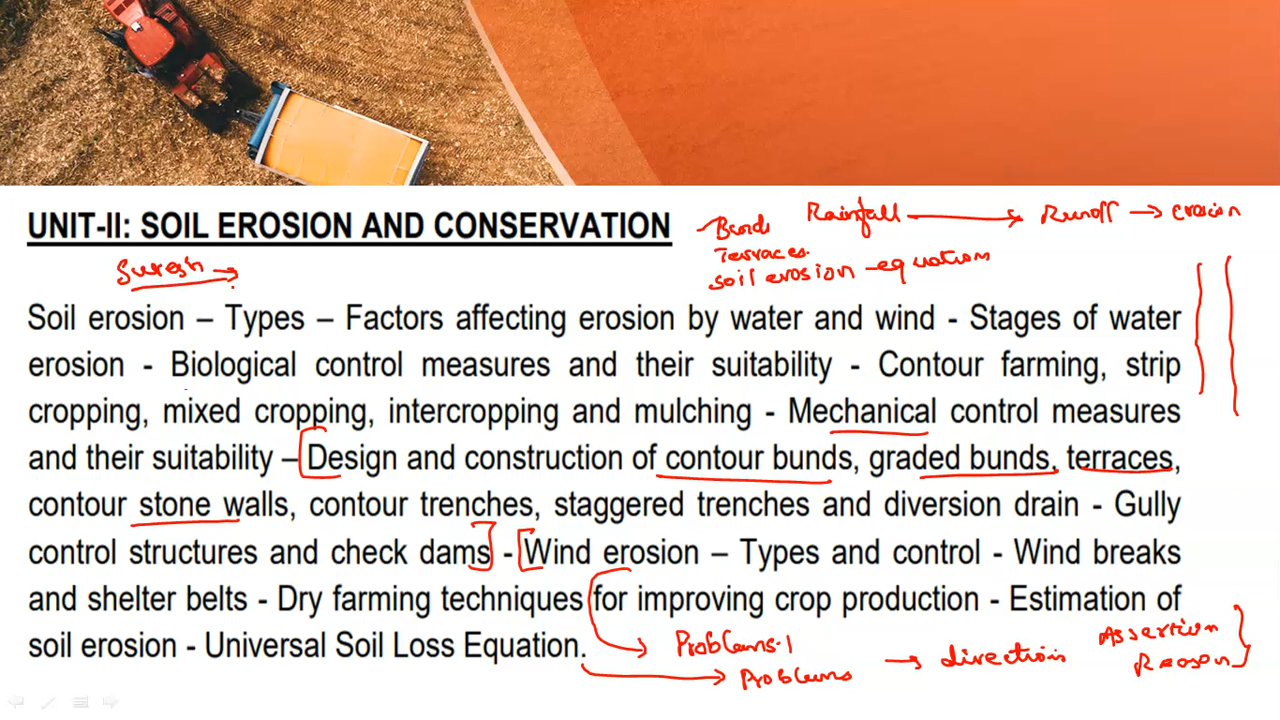 UNIT-II: SOIL EROSION AND CONSERVATION
Bunds Rainfall → Runoff → erosion
Terraces.
Suresh →
soil erosion - equations
Soil erosion – Types – Factors affecting erosion by water and wind - Stages of water
erosion - Biological control measures and their suitability - Contour farming, strip
cropping, mixed cropping, intercropping and mulching - Mechanical control measures
and their suitability – Design and construction of contour bunds, graded bunds, terraces,
contour stone walls, contour trenches, staggered trenches and diversion drain - Gully
control structures and check dams - Wind erosion – Types and control - Wind breaks
and shelter belts - Dry farming techniques for improving crop production - Estimation of
soil erosion - Universal Soil Loss Equation.
Problems-1
Problems → directions
Assertion
Reason